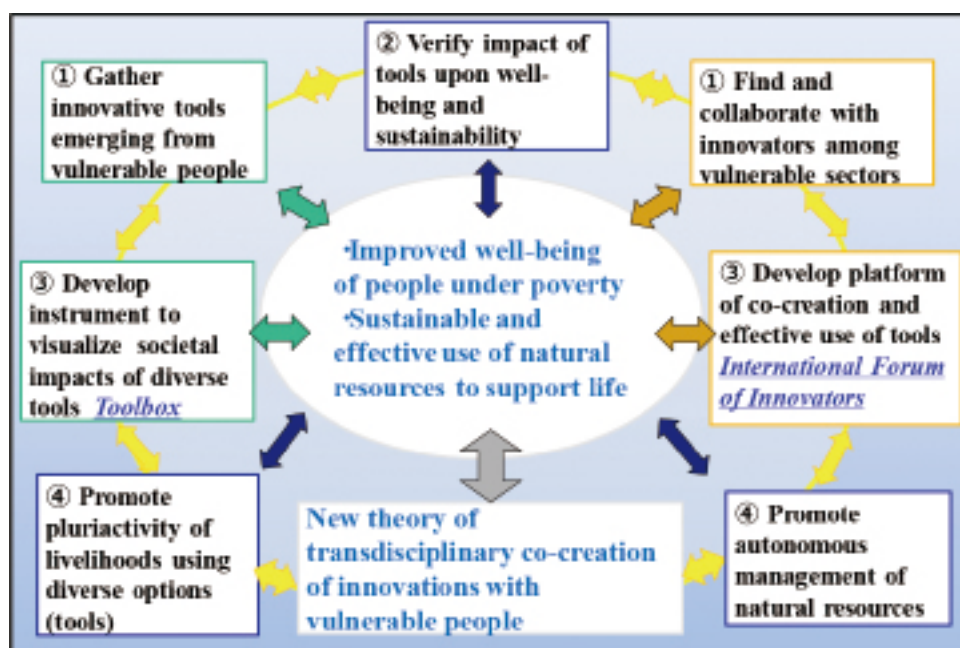 ② Verify impact of
tools upon well-
being and
sustainability
① Gather
innovative tools
emerging from
vulnerable people
① Find and
collaborate with
innovators among
vulnerable sectors
•Improved well-being
of people under poverty
•Sustainable and
effective use of natural
resources to support life
③ Develop
instrument to
visualize societal
impacts of diverse
tools Toolbox
③ Develop platform
of co-creation and
effective use of tools
International Forum
of Innovators
④ Promote
pluriactivity of
livelihoods using
diverse options
(tools)
New theory of
transdisciplinary co-creation
of innovations with
vulnerable people
④ Promote
autonomous
management of
natural resources